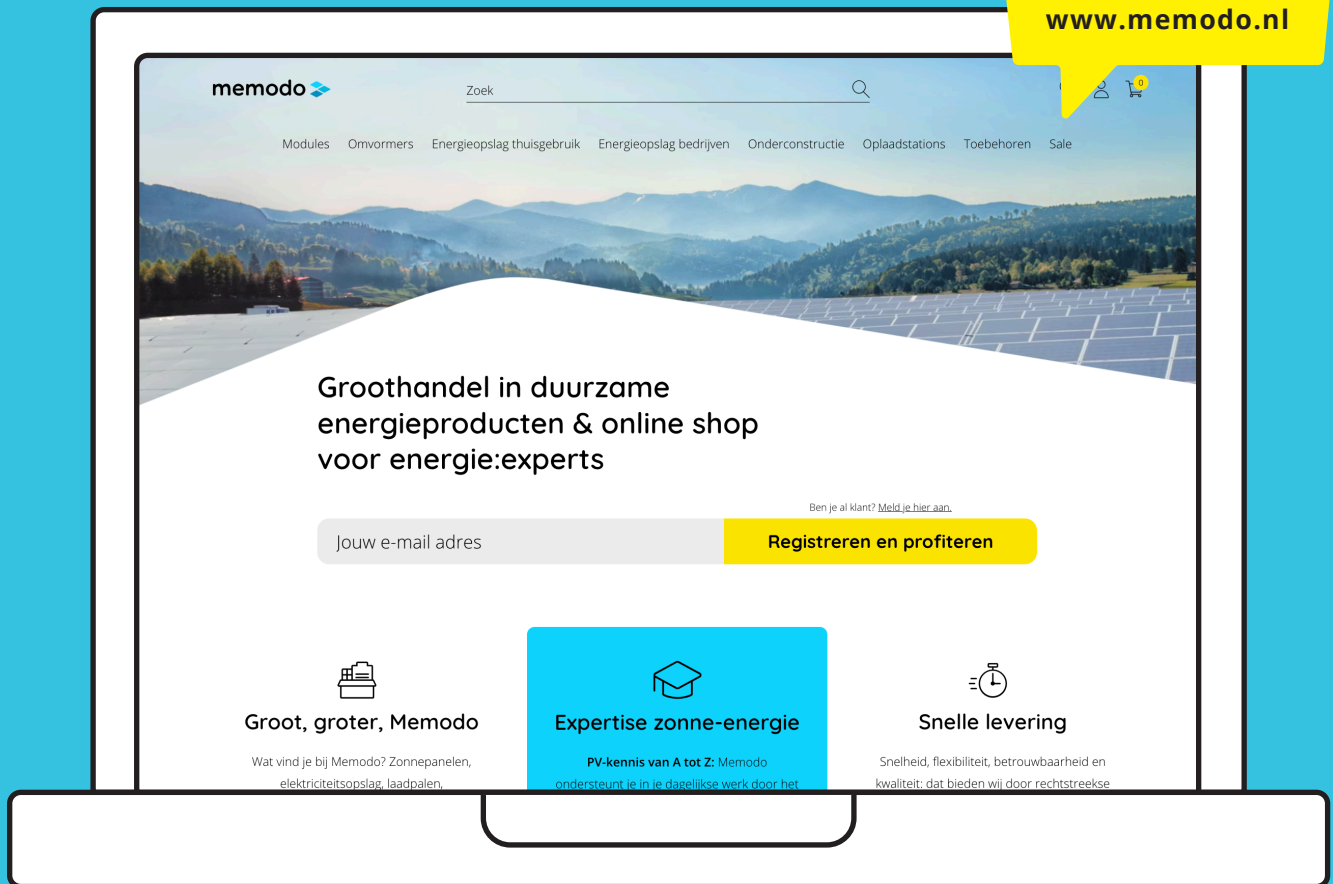 www.memodo.nl
memodo
Zoek
0
Modules Omvormers Energieopslag thuisgebruik Energieopslag bedrijven Onderconstructie Oplaadstations Toebehoren Sale
Groothandel in duurzame
energieproducten & online shop
voor energie:experts
Ben je al klant? Meld je hier aan.
Jouw e-mail adres
Registreren en profiteren
Groot, groter, Memodo
Wat vind je bij Memodo? Zonnepanelen,
elektriciteitsopslag, laadpalen,
Expertise zonne-energie
PV-kennis van A tot Z: Memodo
ondersteunt je in je dagelijkse werk door het
Snelle levering
Snelheid, flexibiliteit, betrouwbaarheid en
kwaliteit: dat bieden wij door rechtstreekse